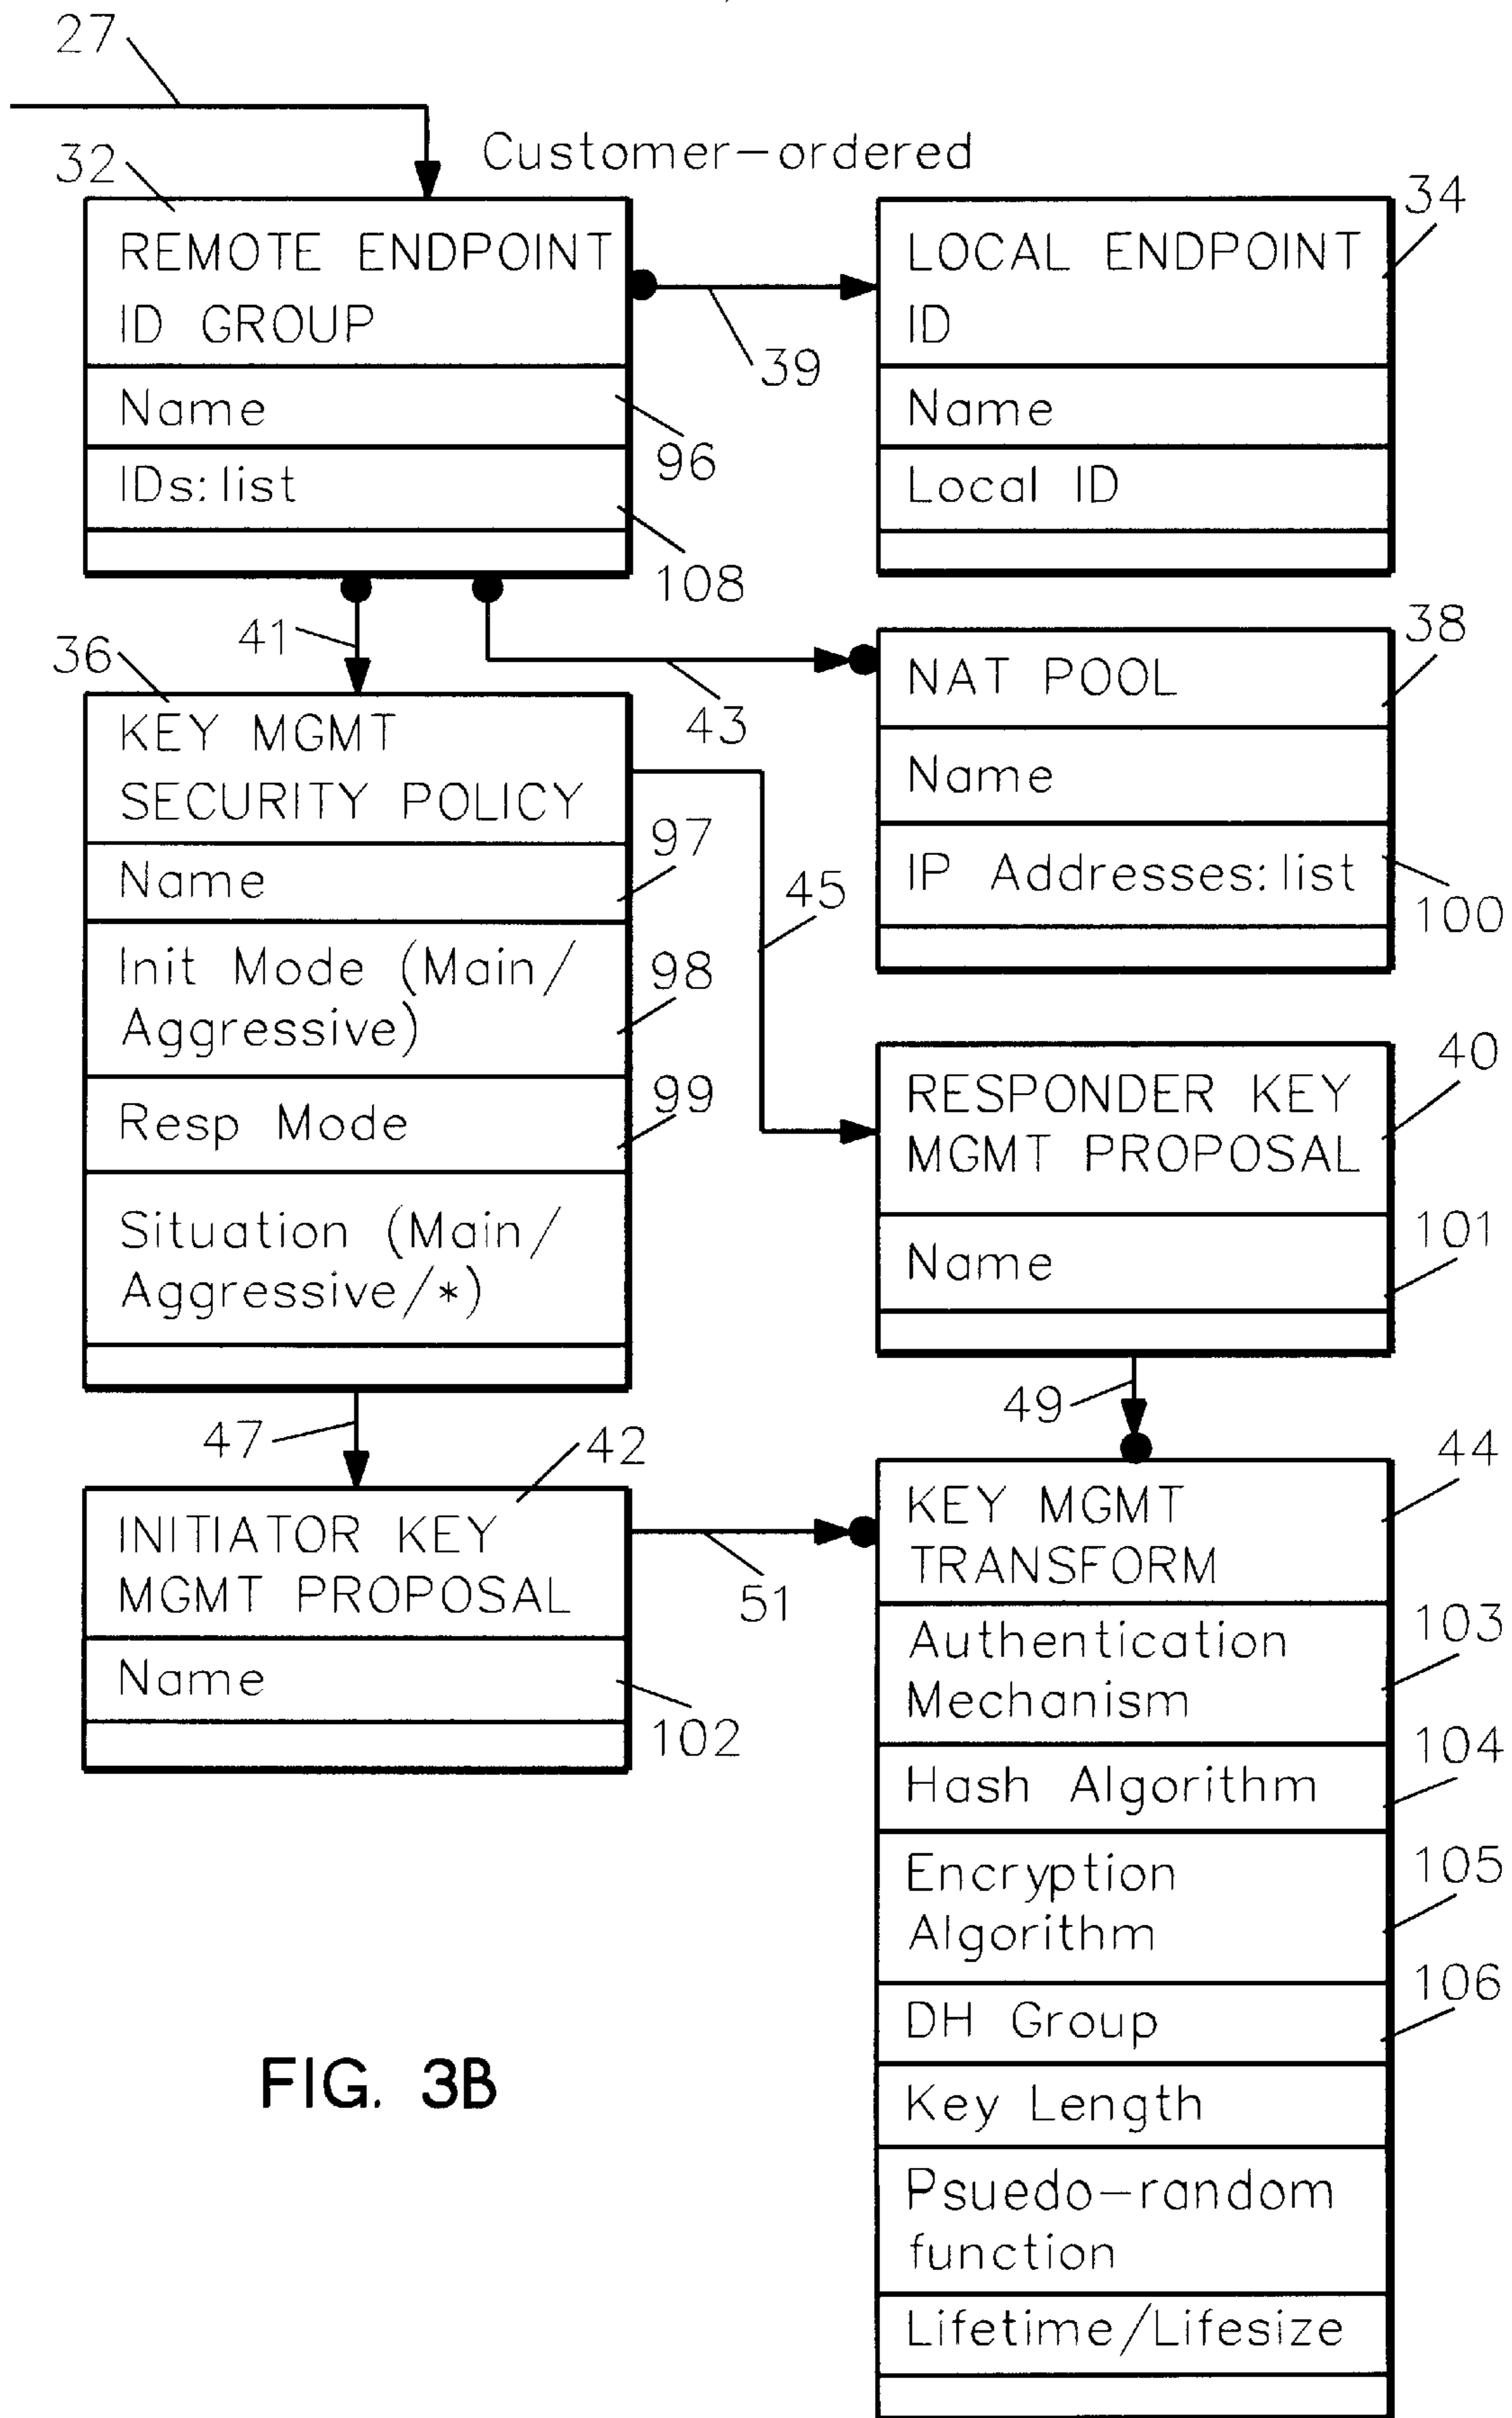 27
Customer-ordered
32
REMOTE ENDPOINT
ID GROUP
Name
96
IDs:list
108
39
34
LOCAL ENDPOINT
ID
Name
Local ID
41
43
38
NAT POOL
Name
IP Addresses:list
100
36
KEY MGMT
SECURITY POLICY
Name
97
Init Mode (Main/
Aggressive)
98
Resp Mode
99
Situation (Main/
Aggressive/*)
45
40
RESPONDER KEY
MGMT PROPOSAL
Name
101
47
49
42
INITIATOR KEY
MGMT PROPOSAL
Name
102
51
44
KEY MGMT
TRANSFORM
Authentication
Mechanism
103
Hash Algorithm
104
Encryption
Algorithm
105
DH Group
106
Key Length
Psuedo-random
function
Lifetime/Lifesize
FIG. 3B